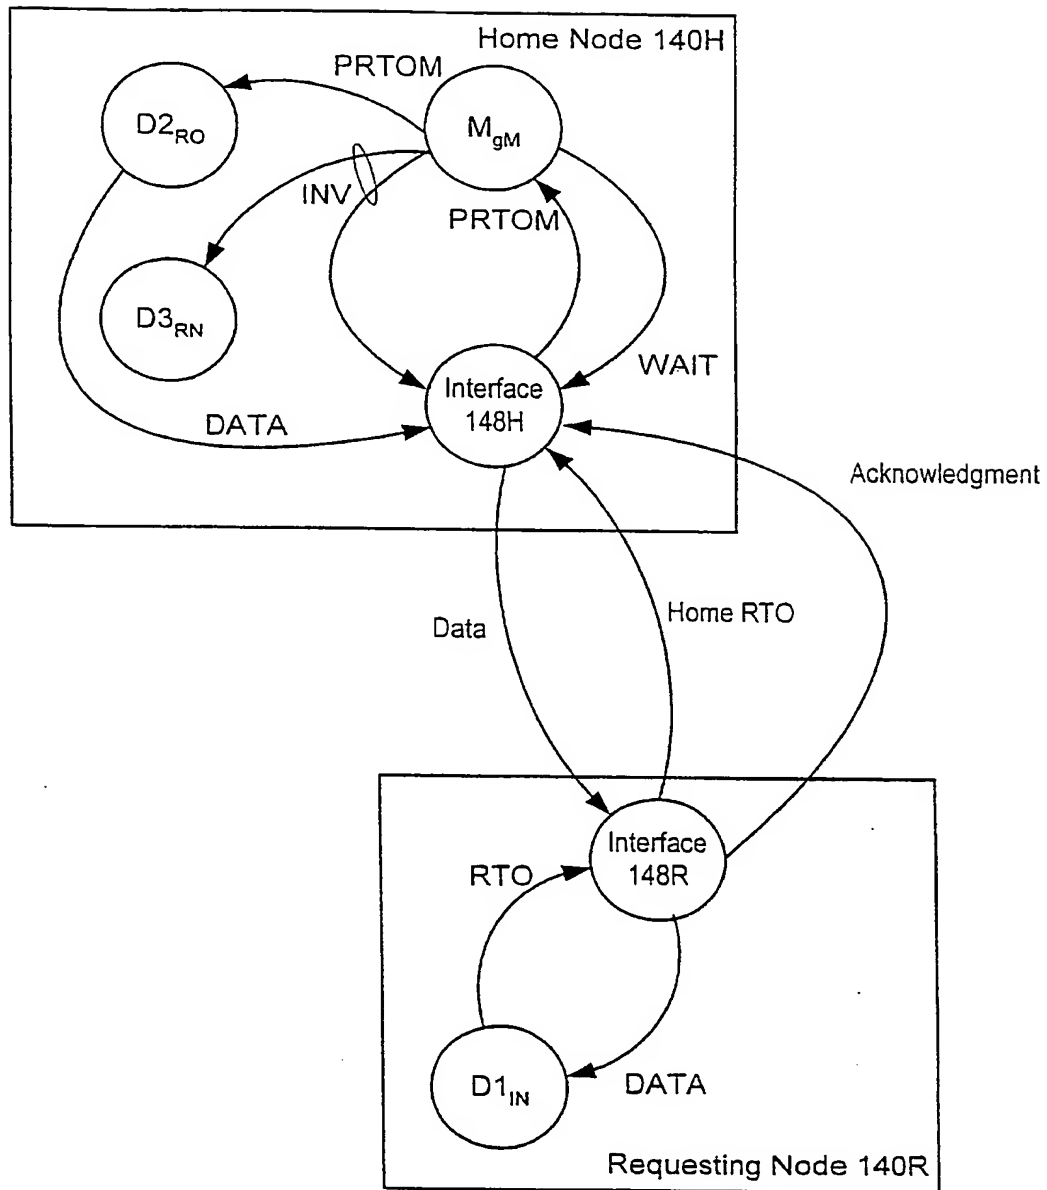 Home Node 140H
PRTOM
D2RO
MgM
INV
PRTOM
D3RN
WAIT
Interface
148H
DATA
Acknowledgment
Data
Home RTO
Interface
148R
RTO
D1IN
DATA
Requesting Node 140R